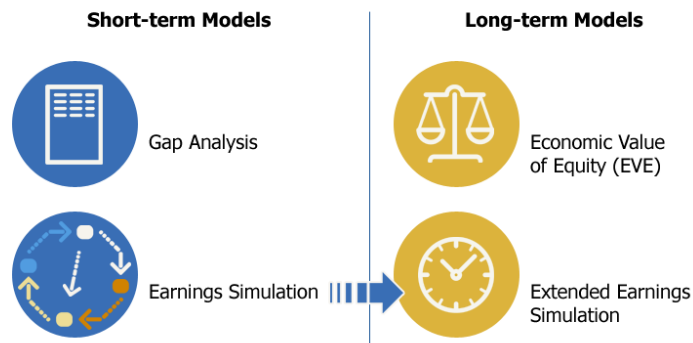 Short-term Models
Long-term Models
Gap Analysis
Economic Value
of Equity (EVE)
Earnings Simulation
Extended Earnings
Simulation